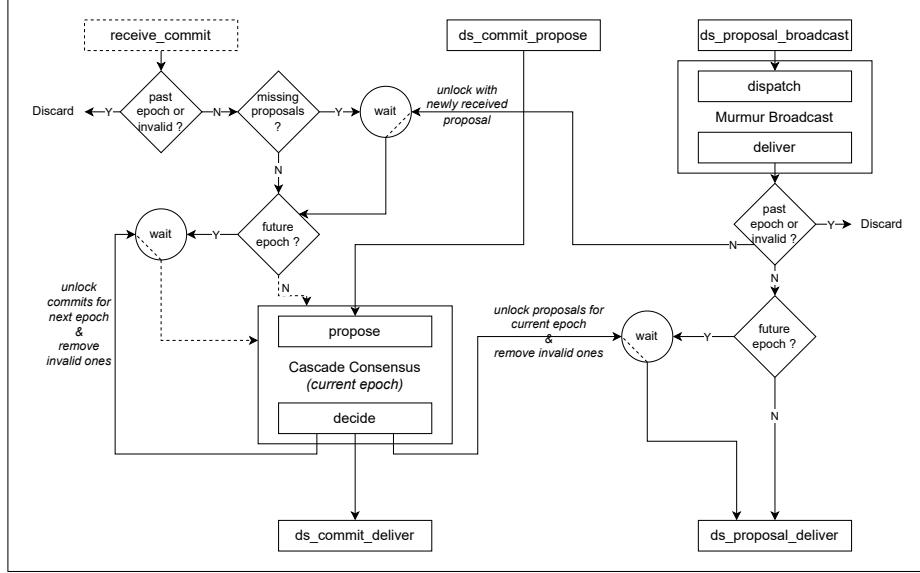 receive_commit
ds_commit_propose
ds_proposal_broadcast
past
epoch or
invalid ?
Discard
Y
N
missing
proposals
?
Y
wait
unlock with
newly received
proposal
dispatch
Murmur Broadcast
deliver
N
future
epoch ?
Y
wait
N
past
epoch or
invalid ?
Y
Discard
N
N
unlock
commits for
next epoch
&
remove
invalid ones
propose
Cascade Consensus
(current epoch)
decide
unlock proposals for
current epoch
&
remove invalid ones
wait
Y
future
epoch ?
N
ds_commit_deliver
ds_proposal_deliver